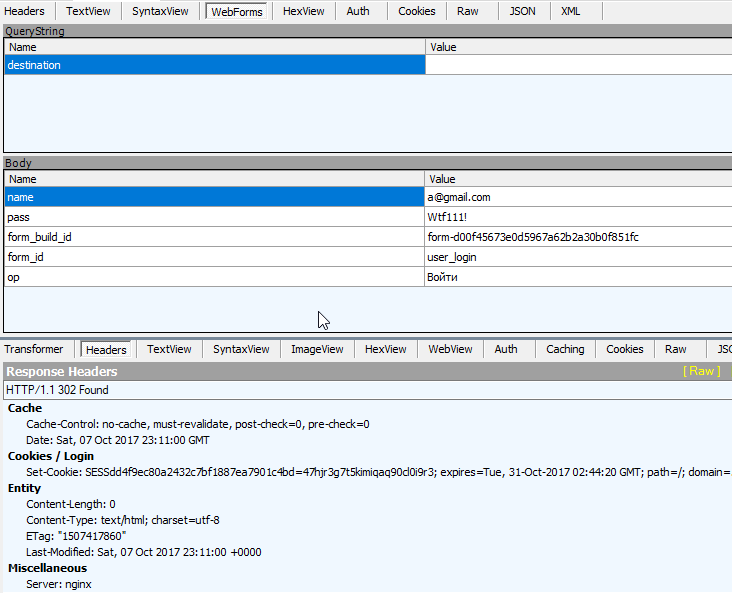 Headers TextView SyntaxView WebForms HexView Auth Cookies Raw JSON XML
QueryString
Name Value
destination
Body
Name Value
name a@gmail.com
pass Wtf111!
form_build_id form-d00f45673e0d5967a62b2a30b0f851fc
form_id user_login
op Войти
Transformer Headers TextView SyntaxView ImageView HexView WebView Auth Caching Cookies Raw
Response Headers [ Raw ]
HTTP/1.1 302 Found
Cache
Cache-Control: no-cache, must-revalidate, post-check=0, pre-check=0
Date: Sat, 07 Oct 2017 23:11:00 GMT
Cookies / Login
Set-Cookie: SESSdd4f9ec80a2432c7bf1887ea7901c4bd=47hjr3g7t5kimiqaq90cl0i9r3; expires=Tue, 31-Oct-2017 02:44:20 GMT; path=/; domain=
Entity
Content-Length: 0
Content-Type: text/html; charset=utf-8
ETag: "1507417860"
Last-Modified: Sat, 07 Oct 2017 23:11:00 +0000
Miscellaneous
Server: nginx